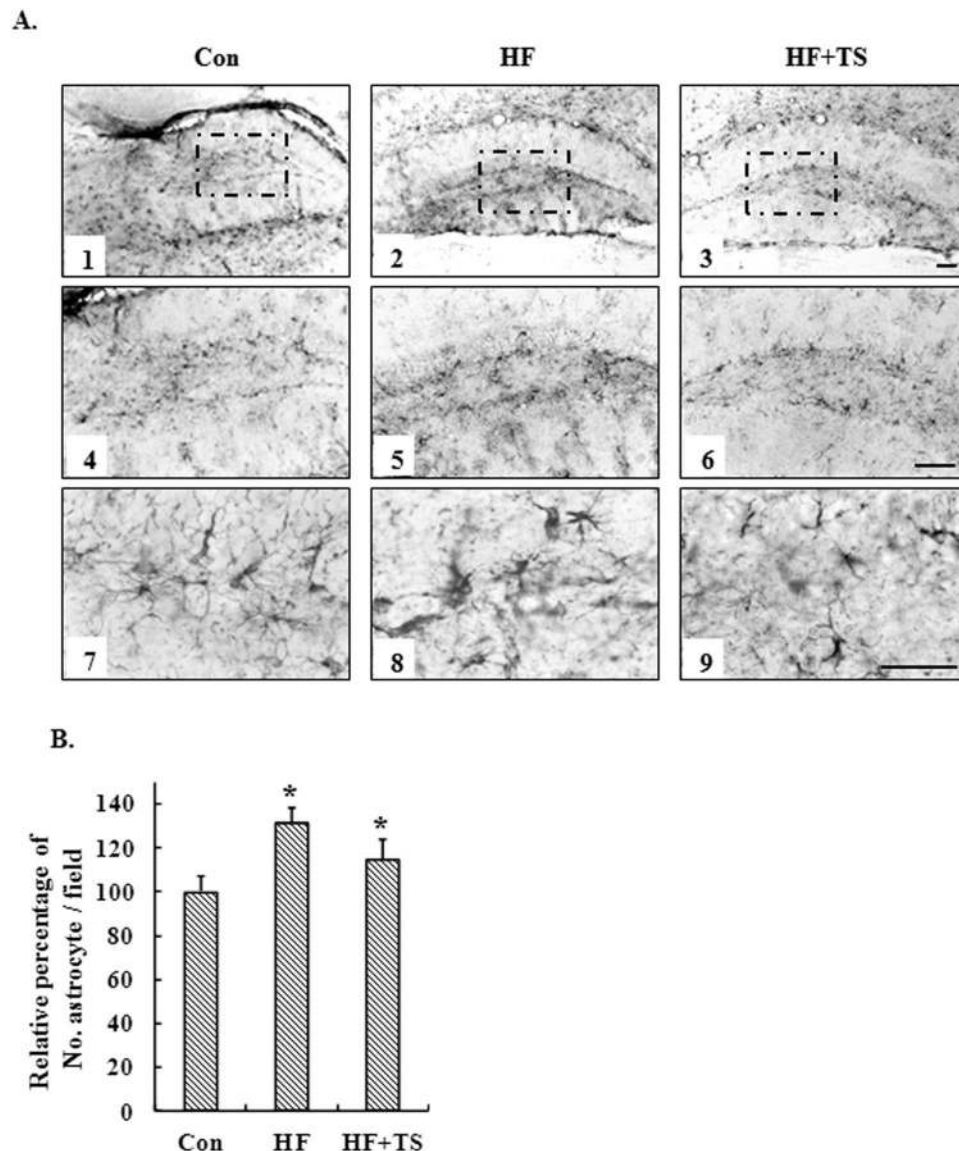 A.
Con HF HF+TS
1 2 3
4 5 6
7 8 9
B.
Relative percentage of
No. astrocyte / field
140
120
100
80
60
40
20
0
* *
Con HF HF+TS